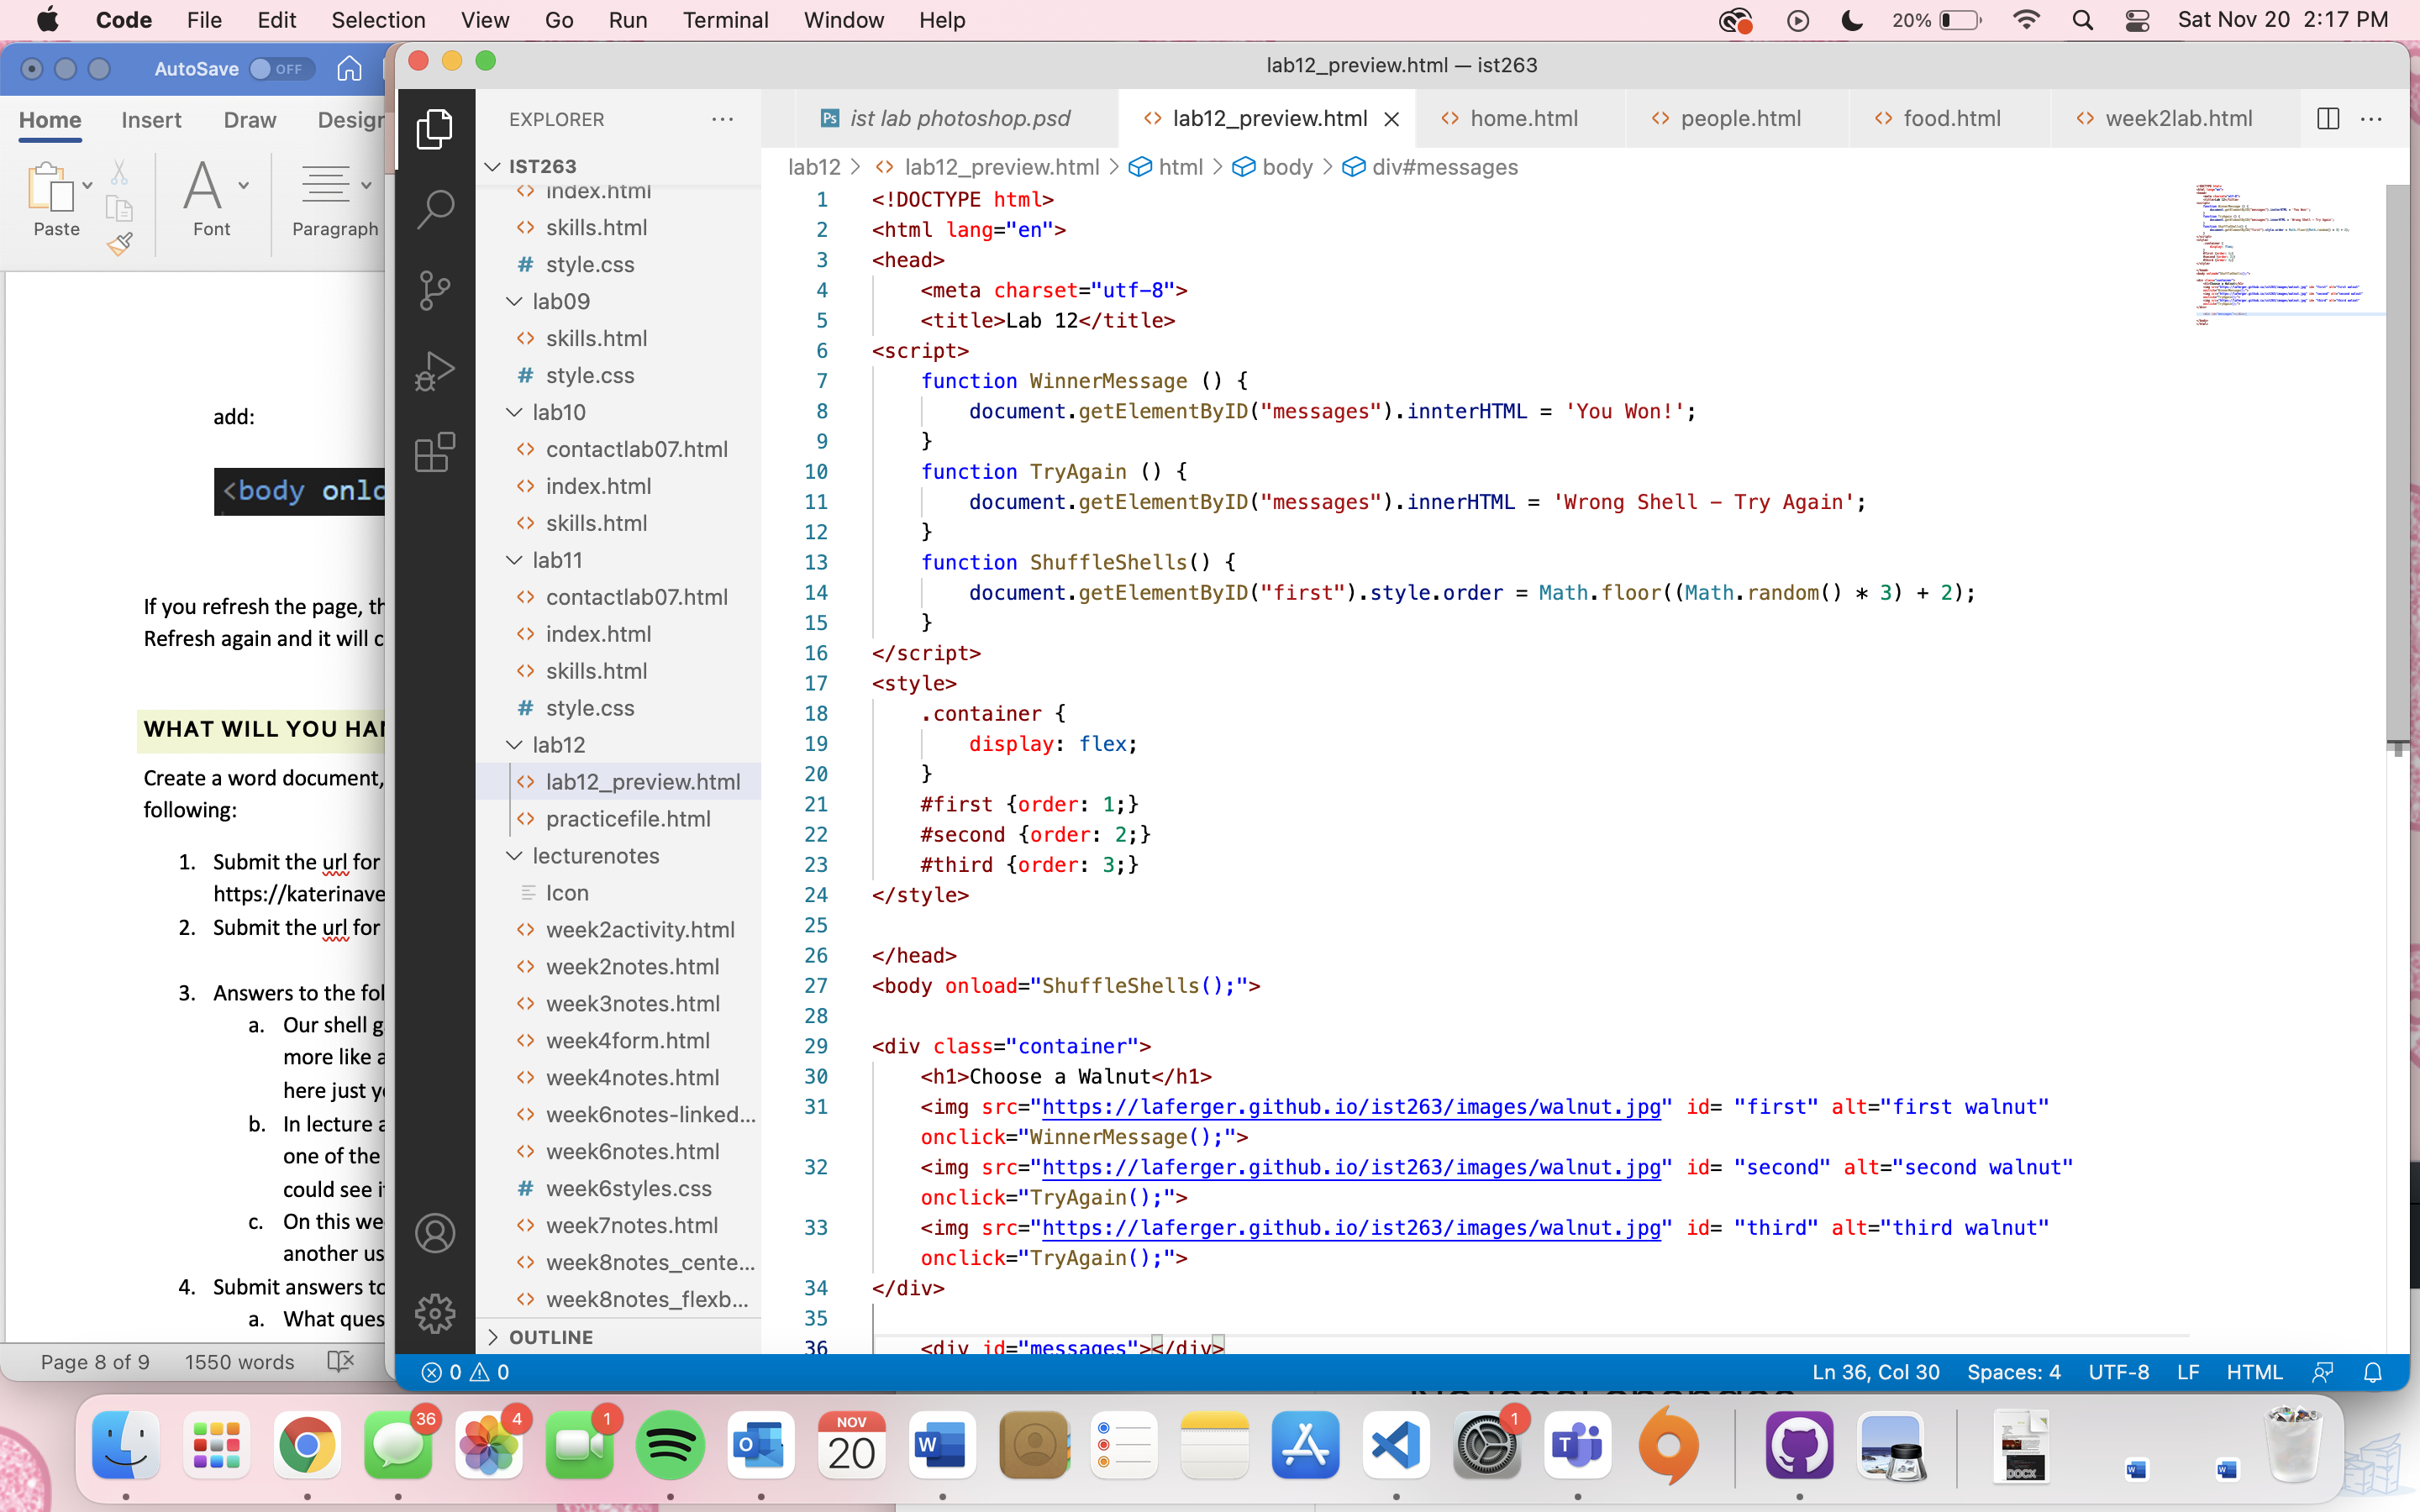 Code File Edit Selection View Go Run Terminal Window Help 20% Sat Nov 20 2:17 PM
AutoSave OFF
Home Insert Draw Design
Paste Font Paragraph
add:
<body onlo
If you refresh the page, th
Refresh again and it will c
WHAT WILL YOU HAN
Create a word document,
following:
1. Submit the url for
https://katerinave
2. Submit the url for
3. Answers to the fol
a. Our shell g
more like a
here just yo
b. In lecture a
one of the
could see i
c. On this we
another us
4. Submit answers to
a. What ques
Page 8 of 9 1550 words
lab12_preview.html — ist263
EXPLORER ...
IST263
index.html
skills.html
# style.css
lab09
skills.html
# style.css
lab10
contactlab07.html
index.html
skills.html
lab11
contactlab07.html
index.html
skills.html
# style.css
lab12
lab12_preview.html
practicefile.html
lecturenotes
Icon
week2activity.html
week2notes.html
week3notes.html
week4form.html
week4notes.html
week6notes-linked...
week6notes.html
# week6styles.css
week7notes.html
week8notes_cente...
week8notes_flexb...
OUTLINE
Ps ist lab photoshop.psd lab12_preview.html home.html people.html food.html week2lab.html ...
lab12 > lab12_preview.html > html > body > div#messages
1 <!DOCTYPE html>
2 <html lang="en">
3 <head>
4 <meta charset="utf-8">
5 <title>Lab 12</title>
6 <script>
7 function WinnerMessage () {
8 document.getElementByID("messages").innterHTML = 'You Won!';
9 }
10 function TryAgain () {
11 document.getElementByID("messages").innerHTML = 'Wrong Shell - Try Again';
12 }
13 function ShuffleShells() {
14 document.getElementByID("first").style.order = Math.floor((Math.random() * 3) + 2);
15 }
16 </script>
17 <style>
18 .container {
19 display: flex;
20 }
21 #first {order: 1;}
22 #second {order: 2;}
23 #third {order: 3;}
24 </style>
25
26 </head>
27 <body onload="ShuffleShells();">
28
29 <div class="container">
30 <h1>Choose a Walnut</h1>
31 <img src="https://laferger.github.io/ist263/images/walnut.jpg" id= "first" alt="first walnut"
onclick="WinnerMessage();">
32 <img src="https://laferger.github.io/ist263/images/walnut.jpg" id= "second" alt="second walnut"
onclick="TryAgain();">
33 <img src="https://laferger.github.io/ist263/images/walnut.jpg" id= "third" alt="third walnut"
onclick="TryAgain();">
34 </div>
35
36 <div id="messages"></div>
0 0 Ln 36, Col 30 Spaces: 4 UTF-8 LF HTML
36 4 1 NOV 1
20
DOCX